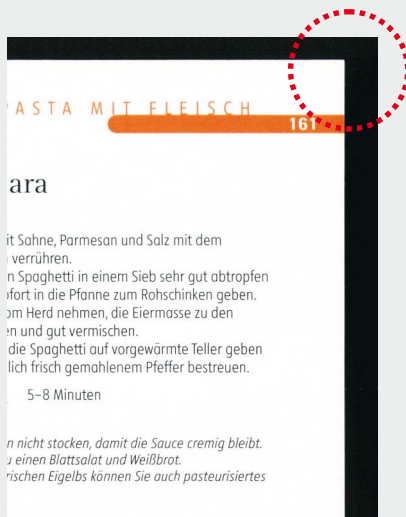 ASTA MIT FLEISCH
161
ara
it Sahne, Parmesan und Salz mit dem
verrühren.
n Spaghetti in einem Sieb sehr gut abtropfen
ofort in die Pfanne zum Rohschinken geben.
om Herd nehmen, die Eiermasse zu den
en und gut vermischen.
die Spaghetti auf vorgewärmte Teller geben
lich frisch gemahlenem Pfeffer bestreuen.
5–8 Minuten
n nicht stocken, damit die Sauce cremig bleibt.
u einen Blattsalat und Weißbrot.
rischen Eigelbs können Sie auch pasteurisiertes